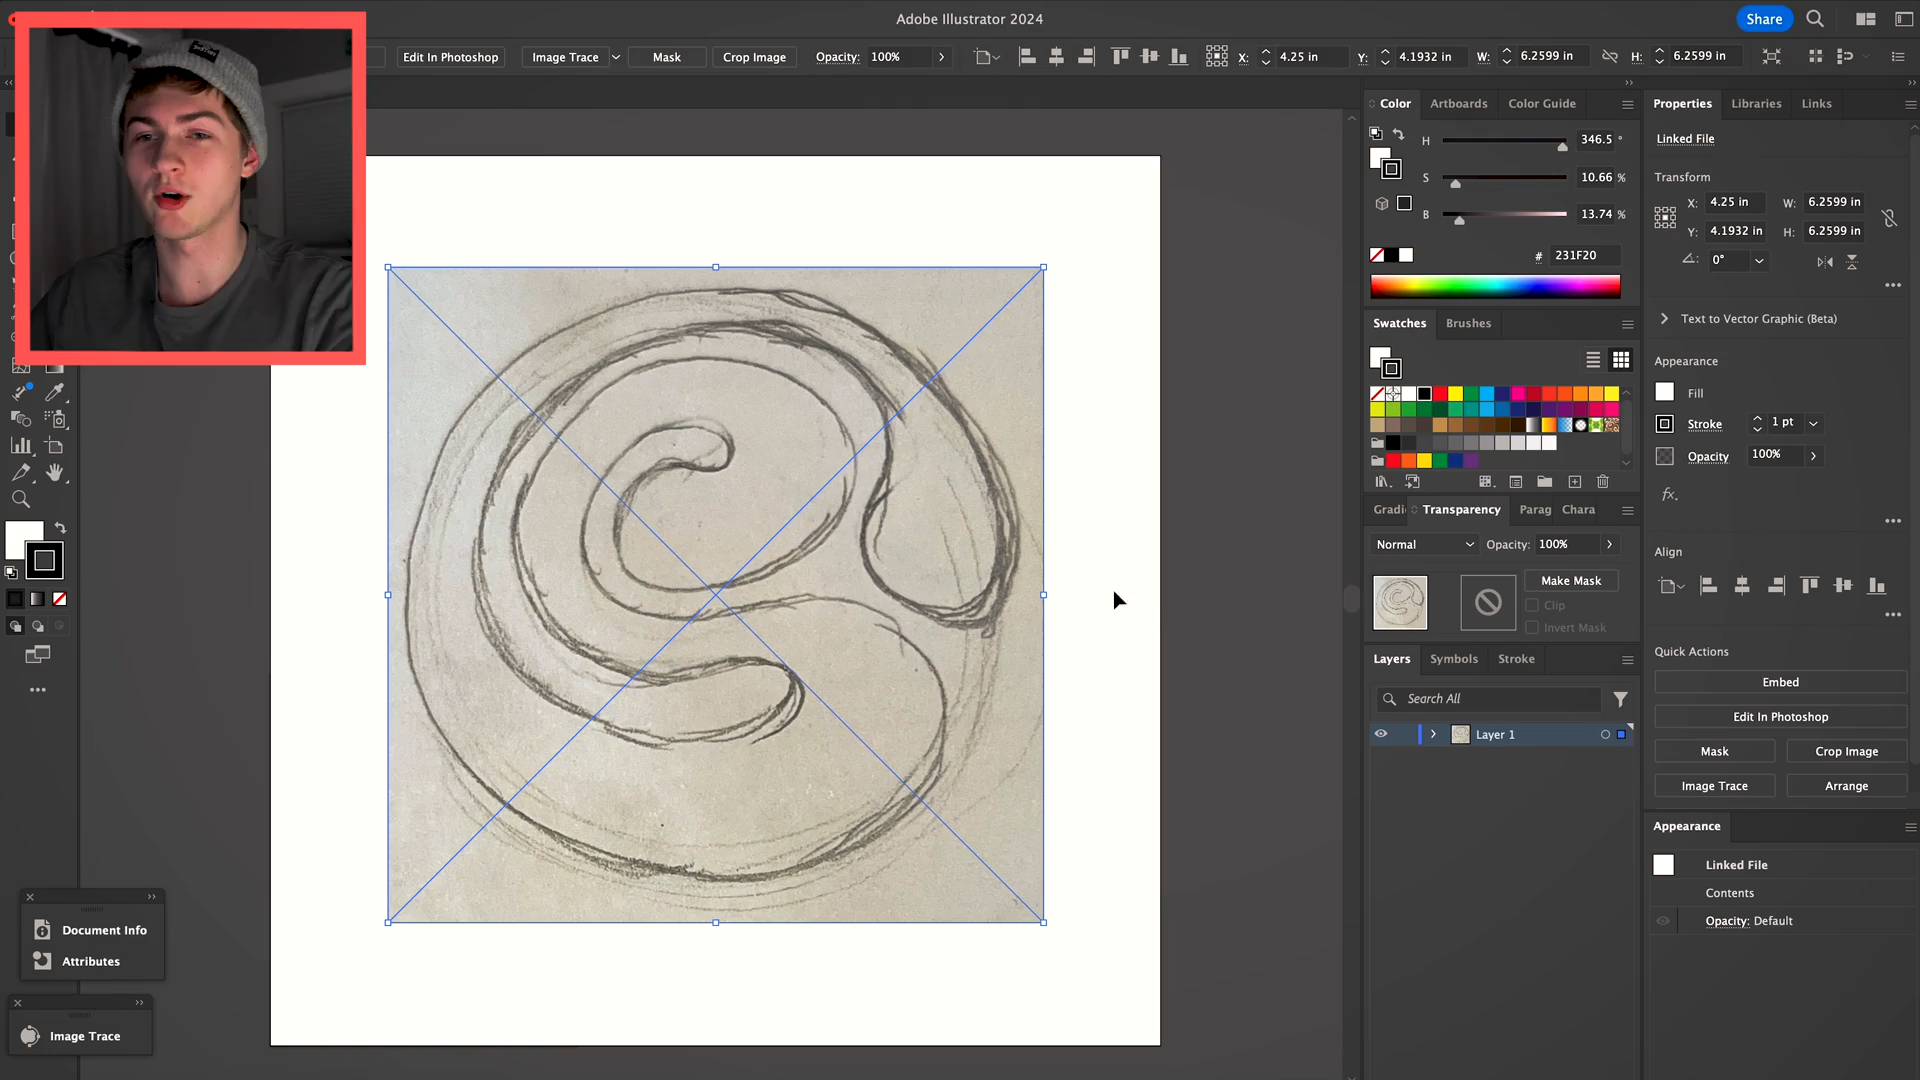 Adobe Illustrator 2024
Share
Edit In Photoshop
Image Trace
Mask
Crop Image
Opacity: 100%
X: 4.25 in
Y: 4.1932 in
W: 6.2599 in
H: 6.2599 in
Color
Artboards
Color Guide
H 346.5 °
S 10.66 %
B 13.74 %
# 231F20
Swatches
Brushes
Gradi
Transparency
Parag
Chara
Normal
Opacity: 100%
Make Mask
Clip
Invert Mask
Layers
Symbols
Stroke
Search All
Layer 1
Properties
Libraries
Links
Linked File
Transform
X: 4.25 in
W: 6.2599 in
Y: 4.1932 in
H: 6.2599 in
0°
Text to Vector Graphic (Beta)
Appearance
Fill
Stroke
1 pt
Opacity
100%
fx.
Align
Quick Actions
Embed
Edit In Photoshop
Mask
Crop Image
Image Trace
Arrange
Appearance
Linked File
Contents
Opacity: Default
Document Info
Attributes
Image Trace